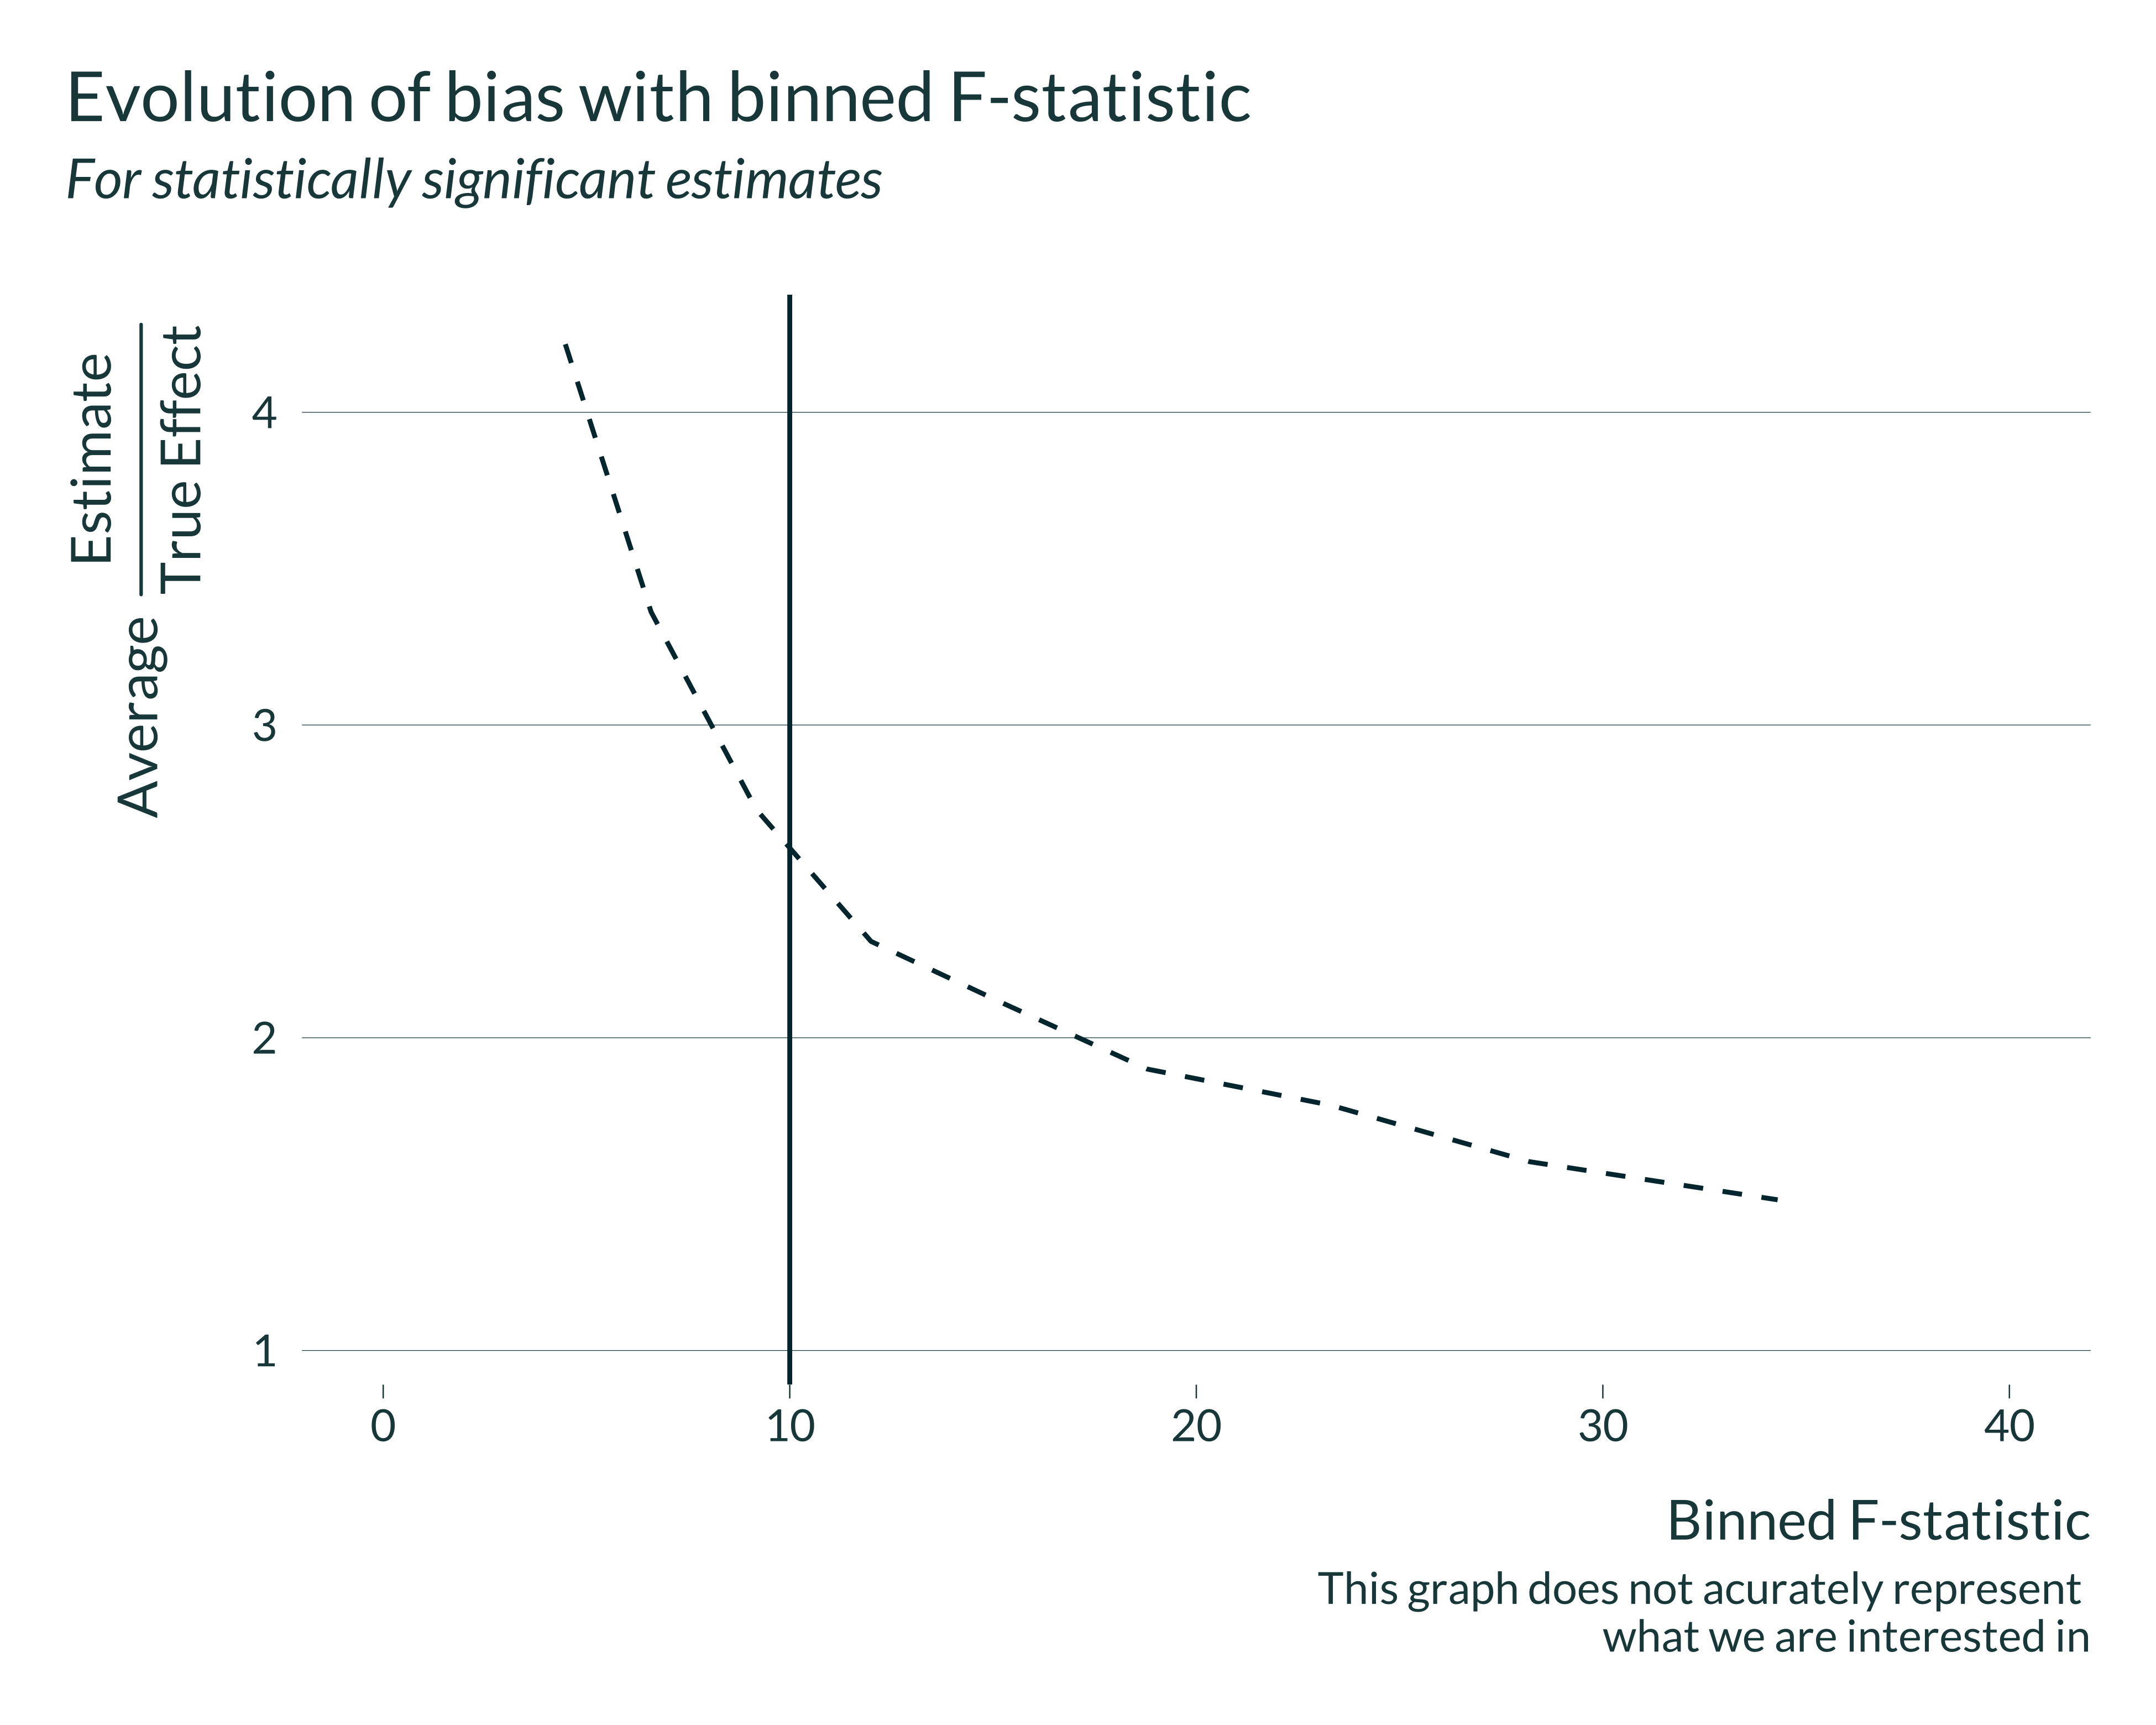 Evolution of bias with binned F-statistic
For statistically significant estimates
Average Estimate
True Effect
4
3
2
1
0 10 20 30 40
Binned F-statistic
This graph does not acurately represent
what we are interested in